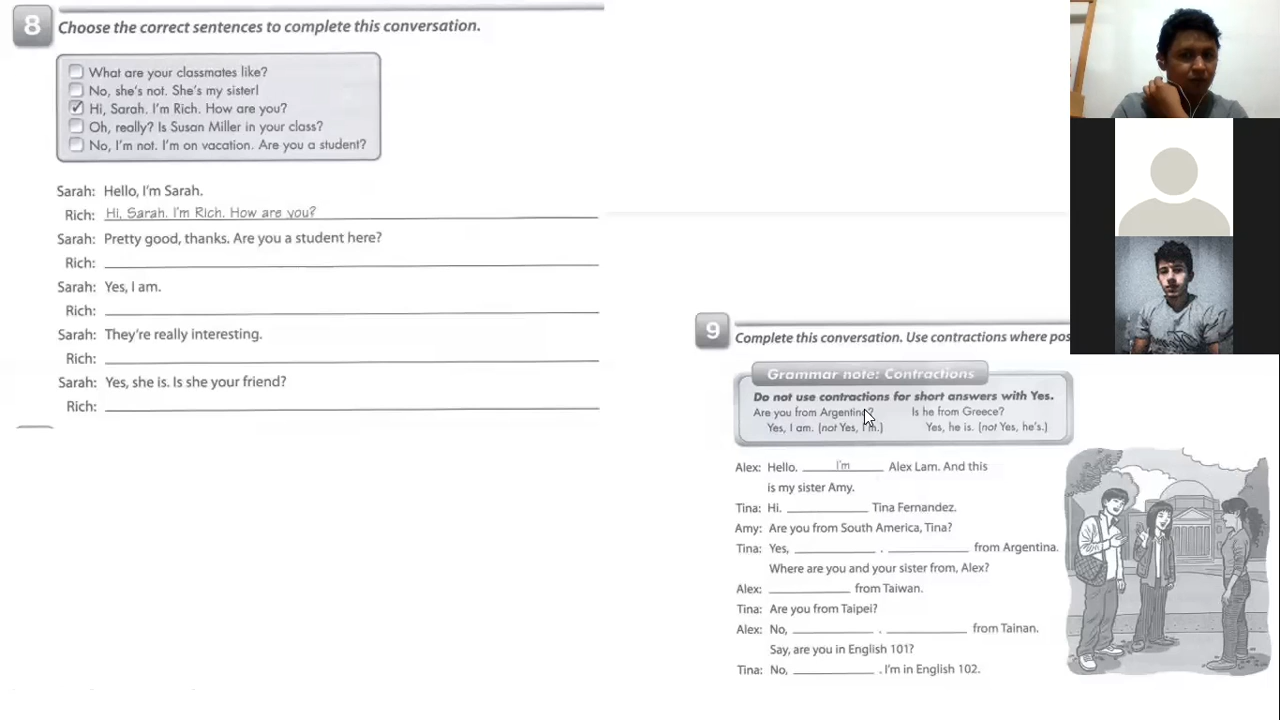 8 Choose the correct sentences to complete this conversation.
What are your classmates like?
No, she's not. She's my sister!
✓ Hi, Sarah. I'm Rich. How are you?
Oh, really? Is Susan Miller in your class?
No, I'm not. I'm on vacation. Are you a student?
Sarah: Hello, I'm Sarah.
Rich: Hi, Sarah. I'm Rich. How are you?
Sarah: Pretty good, thanks. Are you a student here?
Rich:
Sarah: Yes, I am.
Rich:
Sarah: They're really interesting.
Rich:
Sarah: Yes, she is. Is she your friend?
Rich:
9 Complete this conversation. Use contractions where pos
Grammar note: Contractions
Do not use contractions for short answers with Yes.
Are you from Argentina? Is he from Greece?
Yes, I am. (not Yes, I'm.) Yes, he is. (not Yes, he's.)
Alex: Hello. I'm Alex Lam. And this
is my sister Amy.
Tina: Hi. ________ Tina Fernandez.
Amy: Are you from South America, Tina?
Tina: Yes, ________ . ________ from Argentina.
Where are you and your sister from, Alex?
Alex: ________ from Taiwan.
Tina: Are you from Taipei?
Alex: No, ________ . ________ from Tainan.
Say, are you in English 101?
Tina: No, ________ . I'm in English 102.